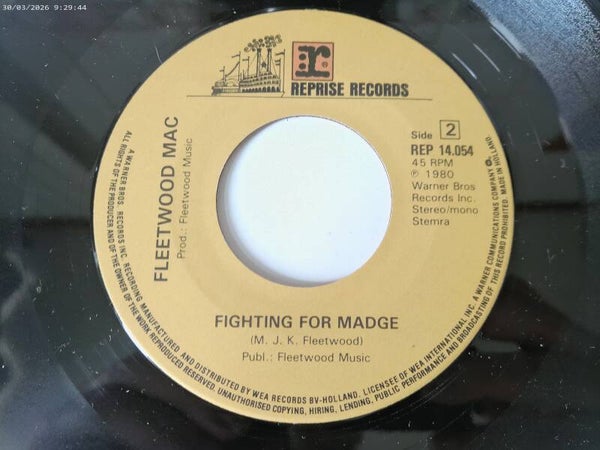 30/03/2026 9:29:44
r
REPRISE RECORDS
Side 2
REP 14.054
45 RPM
℗ 1980
Warner Bros
Records Inc.
Stereo/mono
Stemra
FLEETWOOD MAC
Prod.: Fleetwood Music
FIGHTING FOR MADGE
(M. J. K. Fleetwood)
Publ.: Fleetwood Music
A WARNER BROS. RECORDS INC. RECORDING MANUFACTURED AND DISTRIBUTED BY WEA RECORDS BV-HOLLAND. LICENSEE OF WEA INTERNATIONAL INC. A WARNER COMMUNICATIONS COMPANY. MADE IN HOLLAND.
ALL RIGHTS OF THE PRODUCER AND OF THE OWNER OF THE WORK REPRODUCED RESERVED. UNAUTHORISED COPYING, HIRING, LENDING, PUBLIC PERFORMANCE AND BROADCASTING OF THIS RECORD PROHIBITED.